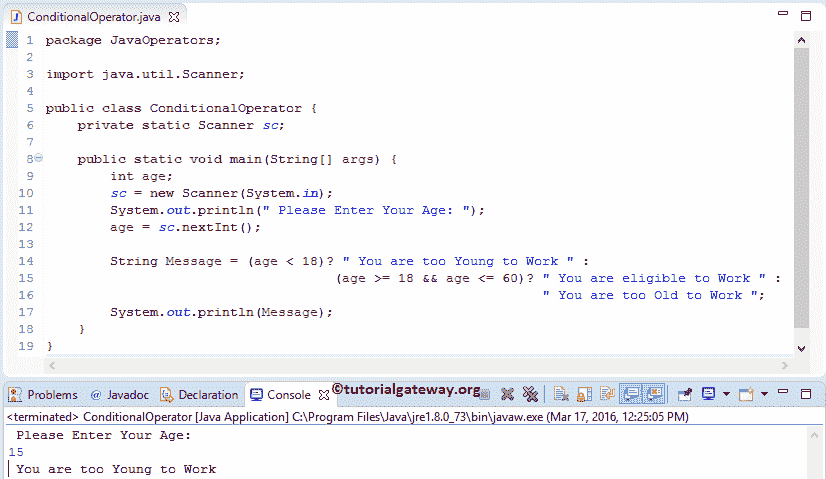 ConditionalOperator.java
1 package JavaOperators;
2
3 import java.util.Scanner;
4
5 public class ConditionalOperator {
6     private static Scanner sc;
7
8     public static void main(String[] args) {
9         int age;
10         sc = new Scanner(System.in);
11         System.out.println(" Please Enter Your Age: ");
12         age = sc.nextInt();
13
14         String Message = (age < 18)? " You are too Young to Work " :
15                                     (age >= 18 && age <= 60)? " You are eligible to Work " :
16                                                               " You are too Old to Work ";
17         System.out.println(Message);
18     }
19 }
Problems @ Javadoc Declaration Console ©tutorialgateway.org
<terminated> ConditionalOperator [Java Application] C:\Program Files\Java\jre1.8.0_73\bin\javaw.exe (Mar 17, 2016, 12:25:05 PM)
Please Enter Your Age:
15
You are too Young to Work